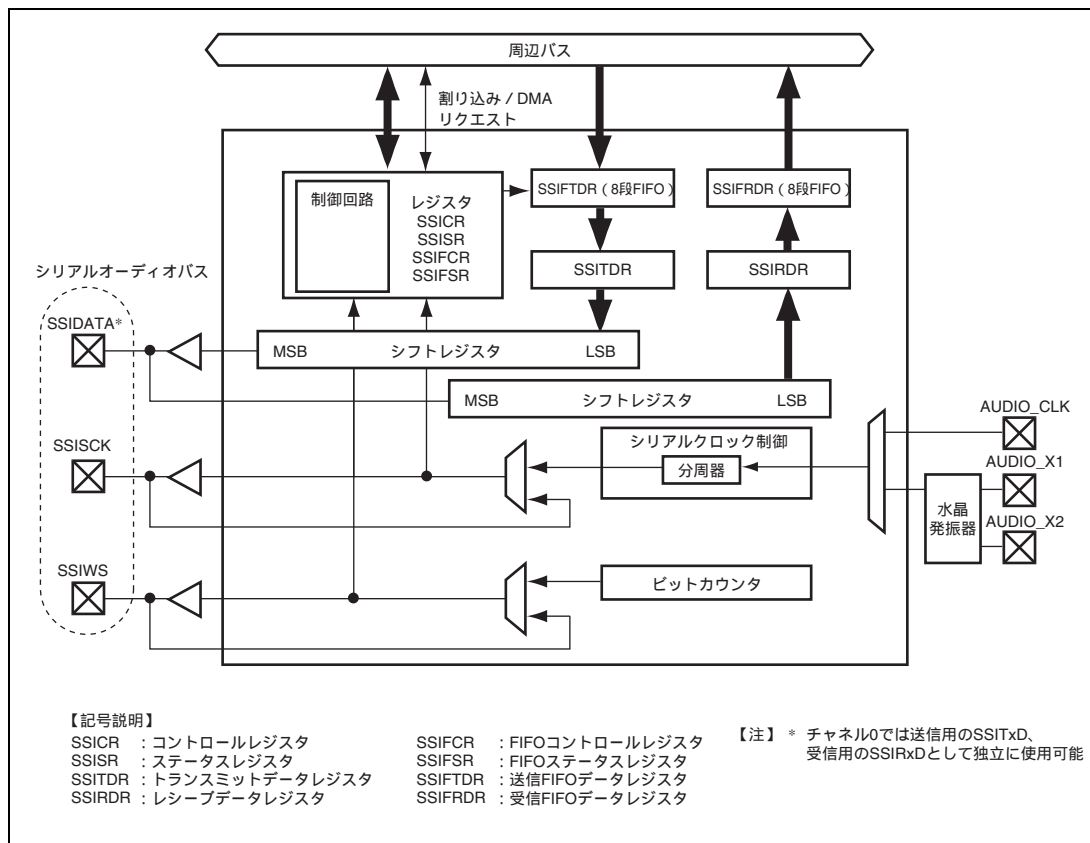 周辺バス
割り込み / DMA
リクエスト
制御回路
レジスタ
SSICR
SSISR
SSIFCR
SSIFSR
SSIFTDR(8段FIFO)
SSIFRDR(8段FIFO)
SSITDR
SSIRDR
シリアルオーディオバス
SSIDATA*
MSB シフトレジスタ LSB
MSB シフトレジスタ LSB
SSISCK
シリアルクロック制御
分周器
AUDIO_CLK
AUDIO_X1
水晶
発振器
AUDIO_X2
SSIWS
ビットカウンタ
【記号説明】
SSICR :コントロールレジスタ
SSISR :ステータスレジスタ
SSITDR :トランスミットデータレジスタ
SSIRDR :レシーブデータレジスタ
SSIFCR :FIFOコントロールレジスタ
SSIFSR :FIFOステータスレジスタ
SSIFTDR :送信FIFOデータレジスタ
SSIFRDR :受信FIFOデータレジスタ
【注】 * チャネル0では送信用のSSITxD、
受信用のSSIRxDとして独立に使用可能